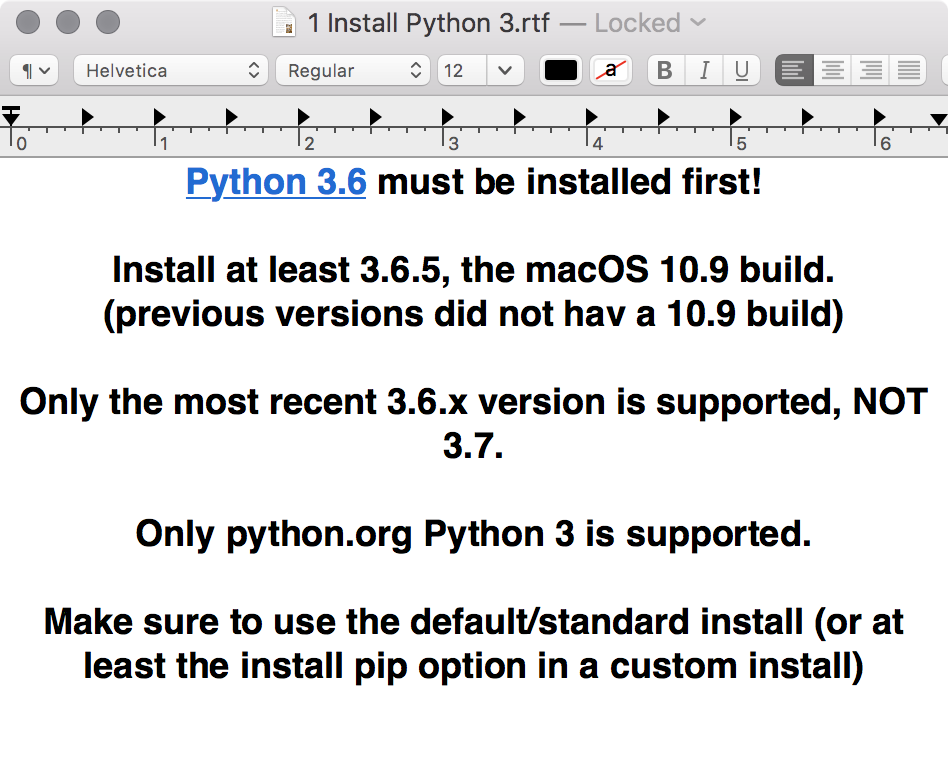 1 Install Python 3.rtf — Locked
¶ Helvetica Regular 12 a B I U
0 1 2 3 4 5 6
Python 3.6 must be installed first!
Install at least 3.6.5, the macOS 10.9 build.
(previous versions did not hav a 10.9 build)
Only the most recent 3.6.x version is supported, NOT
3.7.
Only python.org Python 3 is supported.
Make sure to use the default/standard install (or at
least the install pip option in a custom install)